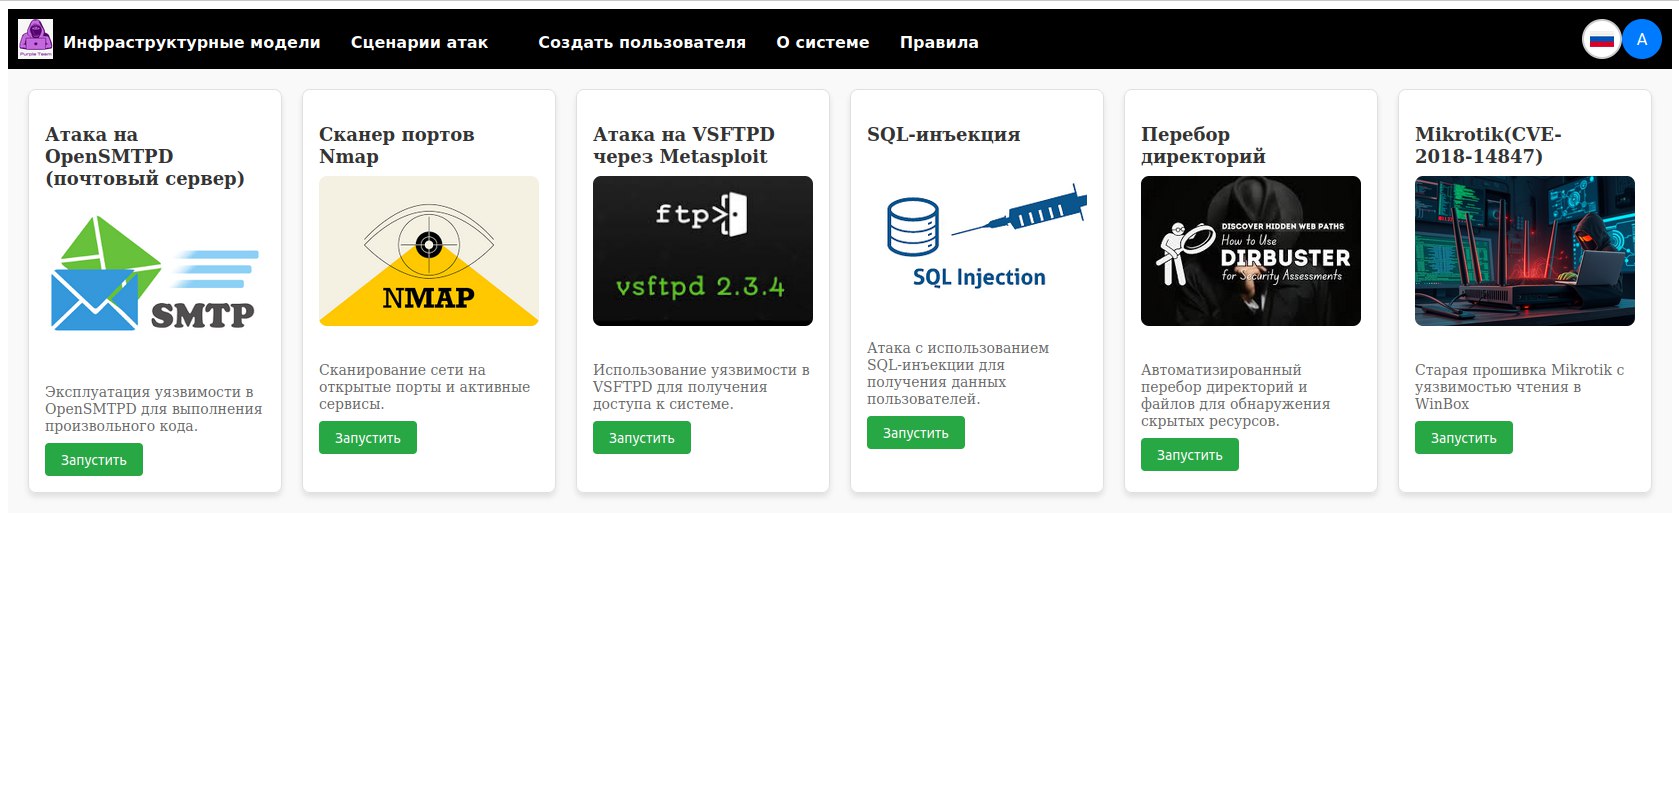 Purple Team
Инфраструктурные модели
Сценарии атак
Создать пользователя
О системе
Правила
A
Атака на
OpenSMTPD
(почтовый сервер)
SMTP
Эксплуатация уязвимости в
OpenSMTPD для выполнения
произвольного кода.
Запустить
Сканер портов
Nmap
NMAP
Сканирование сети на
открытые порты и активные
сервисы.
Запустить
Атака на VSFTPD
через Metasploit
ftp>
vsftpd 2.3.4
Использование уязвимости в
VSFTPD для получения
доступа к системе.
Запустить
SQL-инъекция
SQL Injection
Атака с использованием
SQL-инъекции для
получения данных
пользователей.
Запустить
Перебор
директорий
DISCOVER HIDDEN WEB PATHS
How to Use
DIRBUSTER
for Security Assessments
Автоматизированный
перебор директорий и
файлов для обнаружения
скрытых ресурсов.
Запустить
Mikrotik(CVE-
2018-14847)
Старая прошивка Mikrotik с
уязвимостью чтения в
WinBox
Запустить